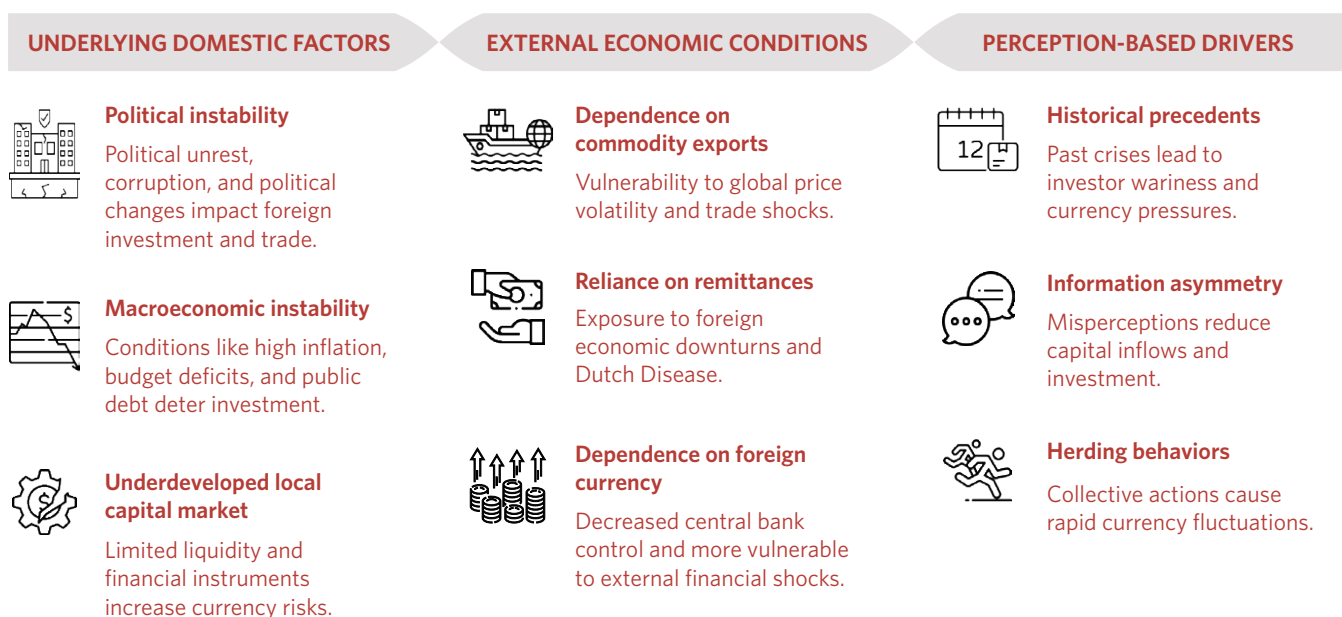 UNDERLYING DOMESTIC FACTORS
Political instability
Political unrest,
corruption, and political
changes impact foreign
investment and trade.
$
Macroeconomic instability
Conditions like high inflation,
budget deficits, and public
debt deter investment.
$
Underdeveloped local
capital market
Limited liquidity and
financial instruments
increase currency risks.
EXTERNAL ECONOMIC CONDITIONS
Dependence on
commodity exports
Vulnerability to global price
volatility and trade shocks.
Reliance on remittances
Exposure to foreign
economic downturns and
Dutch Disease.
Dependence on foreign
currency
Decreased central bank
control and more vulnerable
to external financial shocks.
PERCEPTION-BASED DRIVERS
12
Historical precedents
Past crises lead to
investor wariness and
currency pressures.
Information asymmetry
Misperceptions reduce
capital inflows and
investment.
Herding behaviors
Collective actions cause
rapid currency fluctuations.